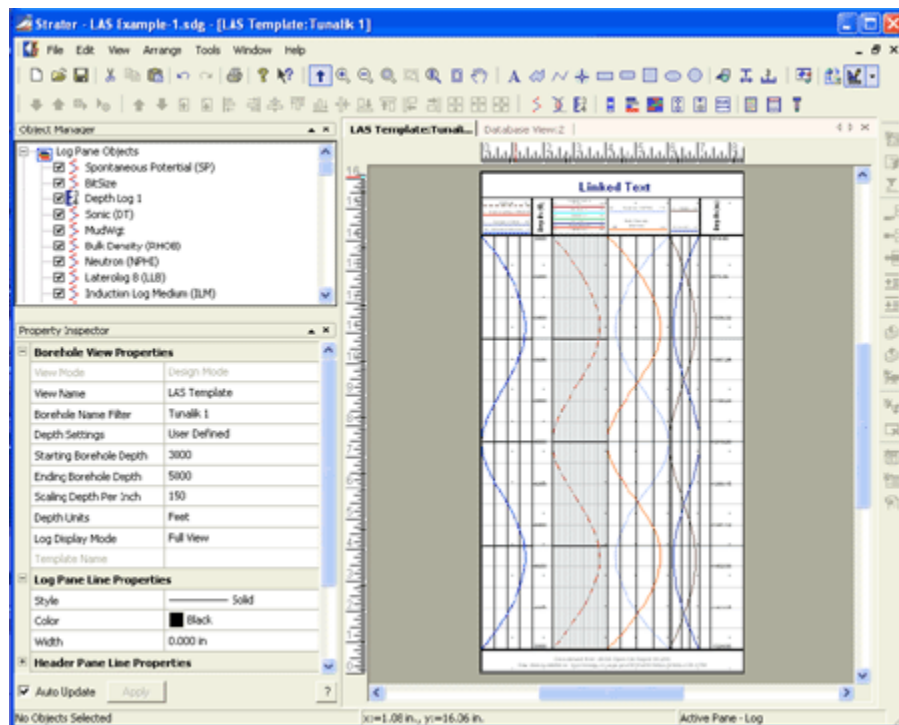 Strater - LAS Example-1.sdg - [LAS Template:Tunalik 1]
File Edit View Arrange Tools Window Help
Object Manager
LAS Template:Tunalik... Database View:2
Log Pane Objects
Spontaneous Potential (SP)
BitSize
Depth Log 1
Sonic (DT)
MudWgt
Bulk Density (RHOB)
Neutron (NPHI)
Laterolog 8 (LL8)
Induction Log Medium (ILM)
Linked Text
Property Inspector
Borehole View Properties
View Mode Design Mode
View Name LAS Template
Borehole Name Filter Tunalik 1
Depth Settings User Defined
Starting Borehole Depth 3000
Ending Borehole Depth 5000
Scaling Depth Per Inch 150
Depth Units Feet
Log Display Mode Full View
Template Name
Log Pane Line Properties
Style Solid
Color Black
Width 0.000 in
Header Pane Line Properties
Auto Update Apply ?
No Objects Selected x:=1.08 in., y:=16.06 in. Active Pane - Log